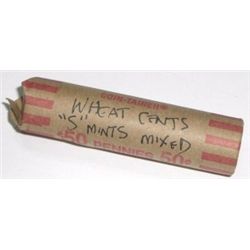 COIN-TAINER®
WHEAT CENTS
"S" MINTS MIXED
50 PENNIES 50¢